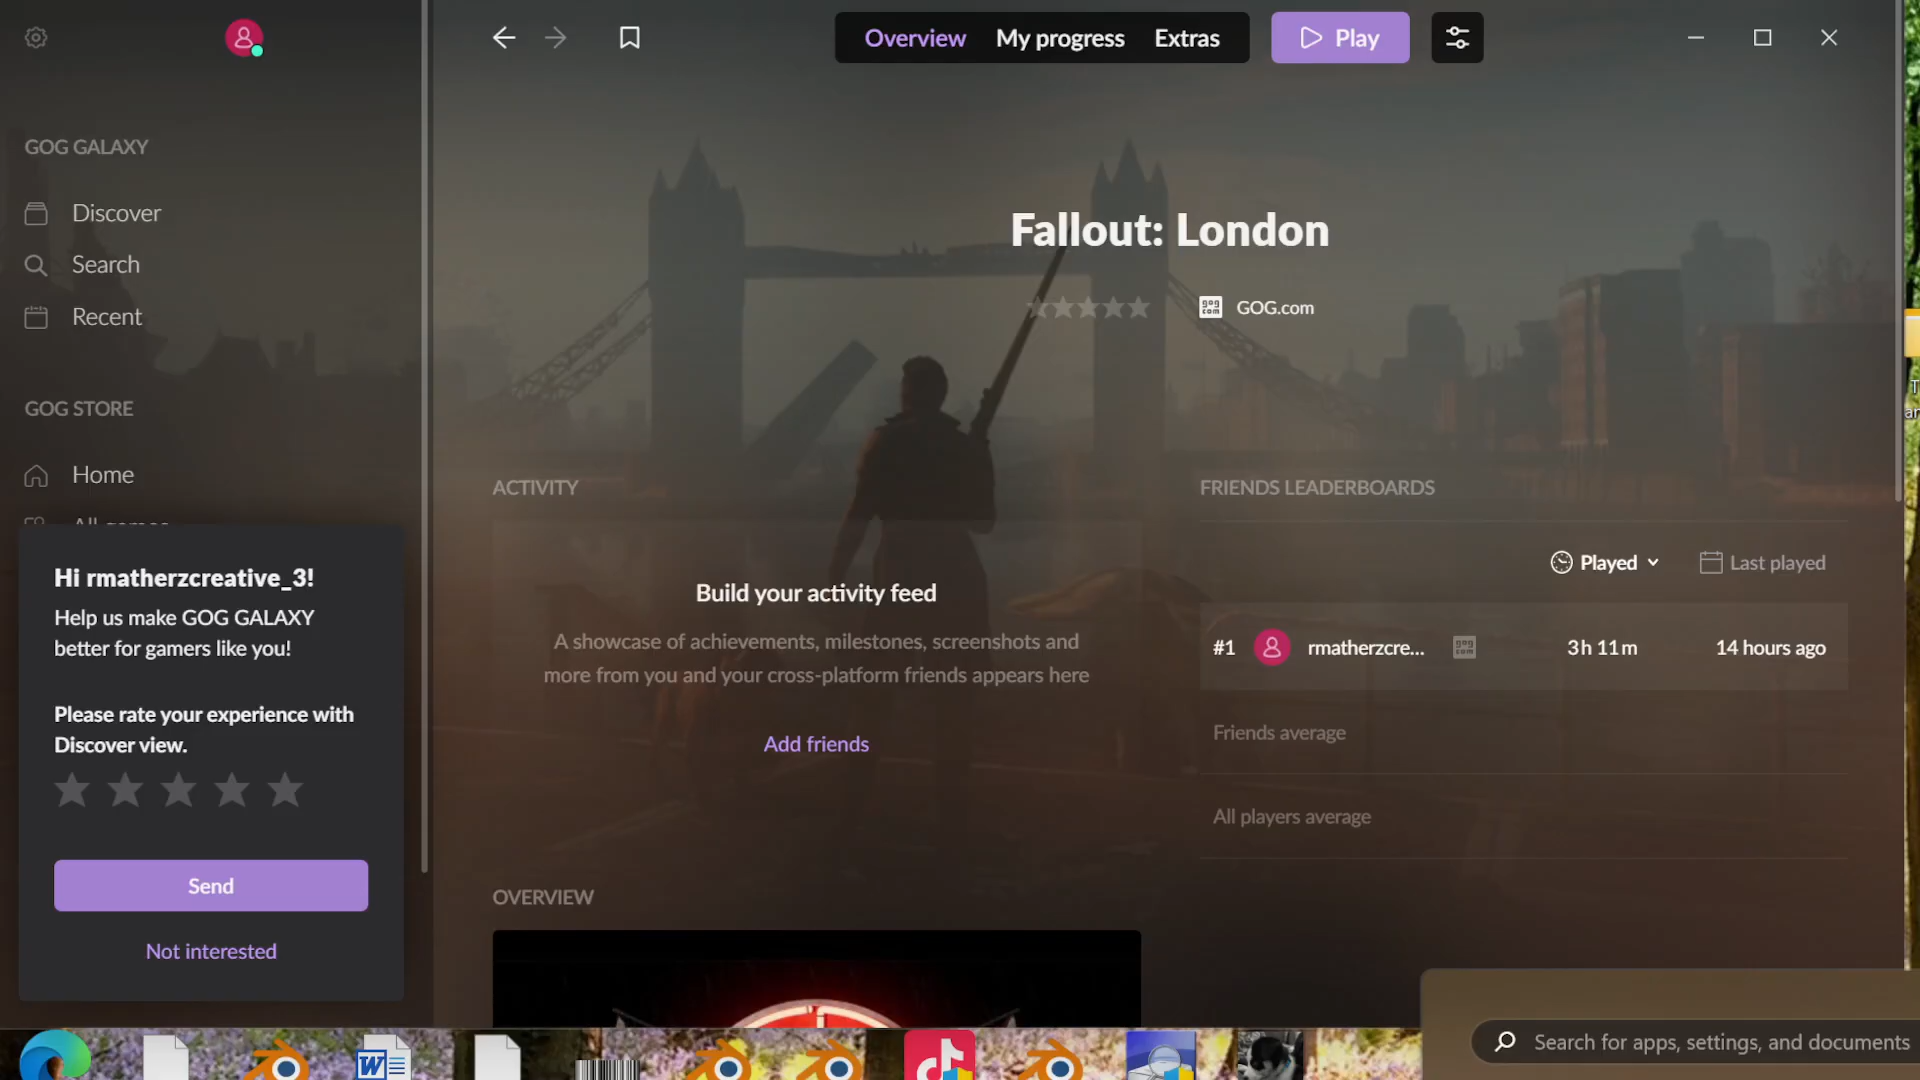 Overview My progress Extras Play
GOG GALAXY
Discover
Search
Recent
GOG STORE
Home
All games
Hi rmatherzcreative_3!
Help us make GOG GALAXY
better for gamers like you!
Please rate your experience with
Discover view.
Send
Not interested
Fallout: London
GOG.com
ACTIVITY
Build your activity feed
A showcase of achievements, milestones, screenshots and
more from you and your cross-platform friends appears here
Add friends
OVERVIEW
FRIENDS LEADERBOARDS
Played Last played
#1 rmatherzcre... 3h 11m 14 hours ago
Friends average
All players average
Search for apps, settings, and documents